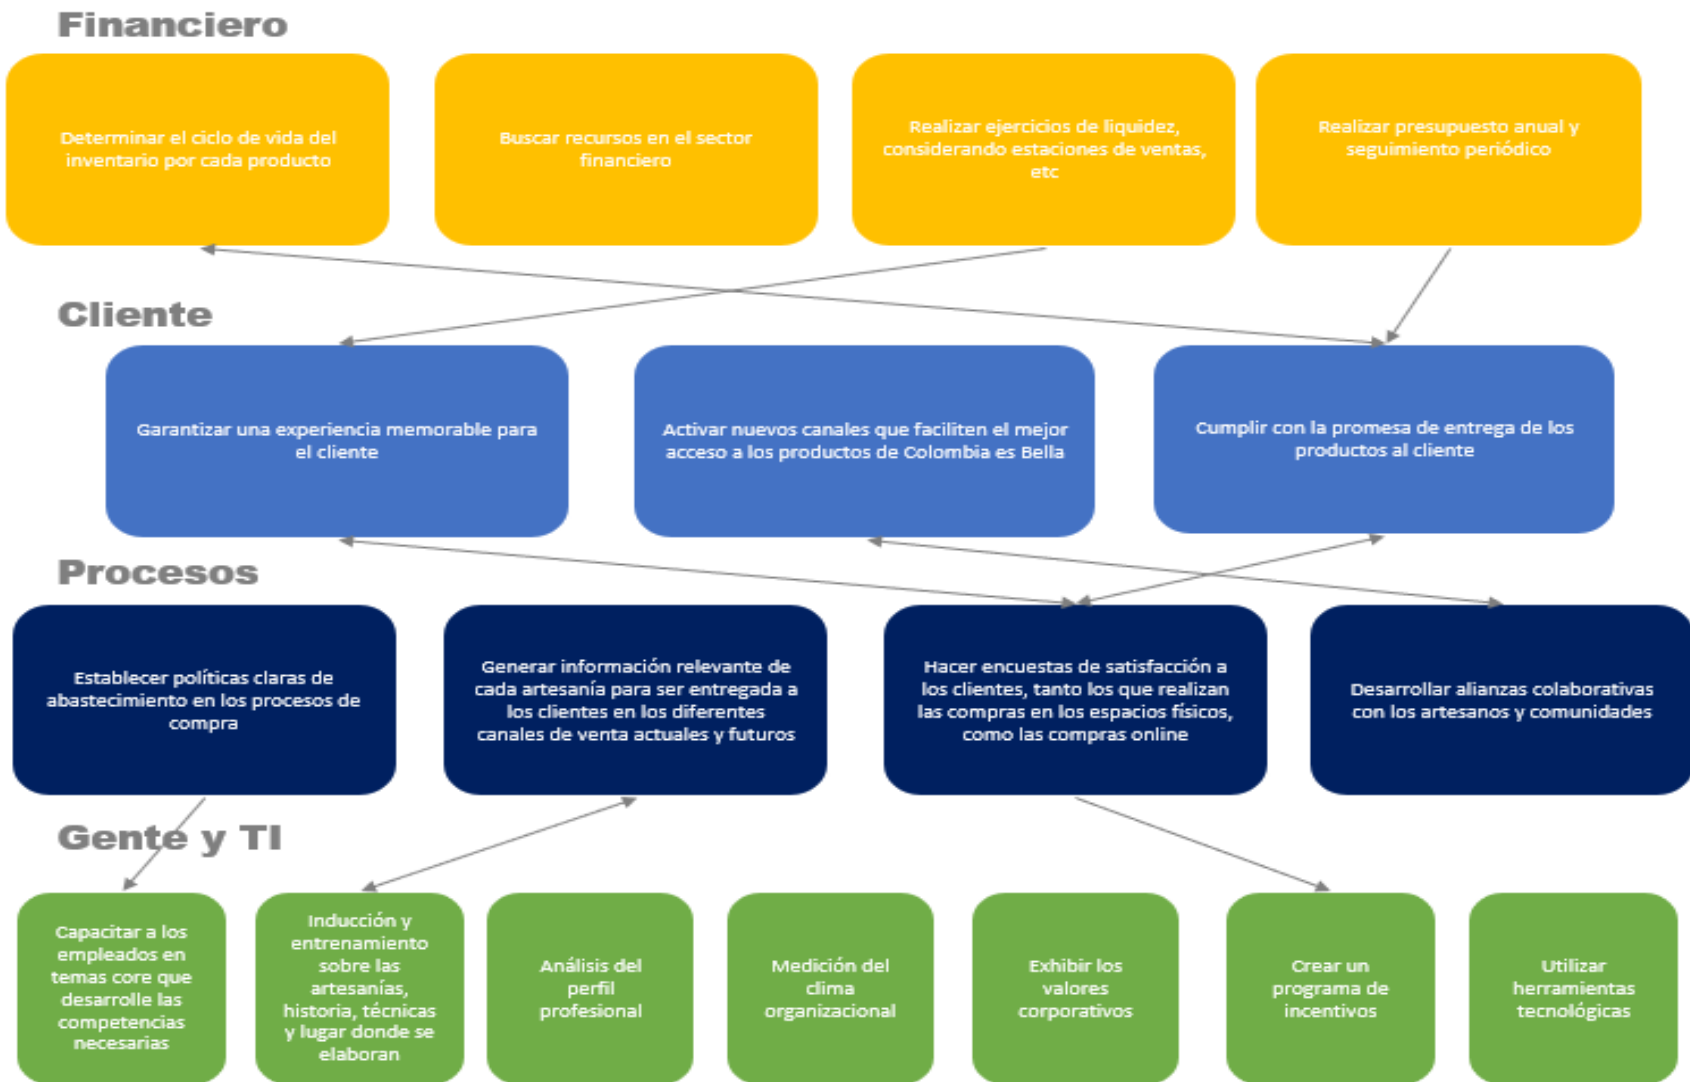 Financiero
Determinar el ciclo de vida del
inventario por cada producto
Buscar recursos en el sector
financiero
Realizar ejercicios de liquidez,
considerando estaciones de ventas,
etc
Realizar presupuesto anual y
seguimiento periódico
Cliente
Garantizar una experiencia memorable para
el cliente
Activar nuevos canales que faciliten el mejor
acceso a los productos de Colombia es Bella
Cumplir con la promesa de entrega de los
productos al cliente
Procesos
Establecer políticas claras de
abastecimiento en los procesos de
compra
Generar información relevante de
cada artesanía para ser entregada a
los clientes en los diferentes
canales de venta actuales y futuros
Hacer encuestas de satisfacción a
los clientes, tanto los que realizan
las compras en los espacios físicos,
como las compras online
Desarrollar alianzas colaborativas
con los artesanos y comunidades
Gente y TI
Capacitar a los
empleados en
temas core que
desarrolle las
competencias
necesarias
Inducción y
entrenamiento
sobre las
artesanías,
historia, técnicas
y lugar donde se
elaboran
Análisis del
perfil
profesional
Medición del
clima
organizacional
Exhibir los
valores
corporativos
Crear un
programa de
incentivos
Utilizar
herramientas
tecnológicas